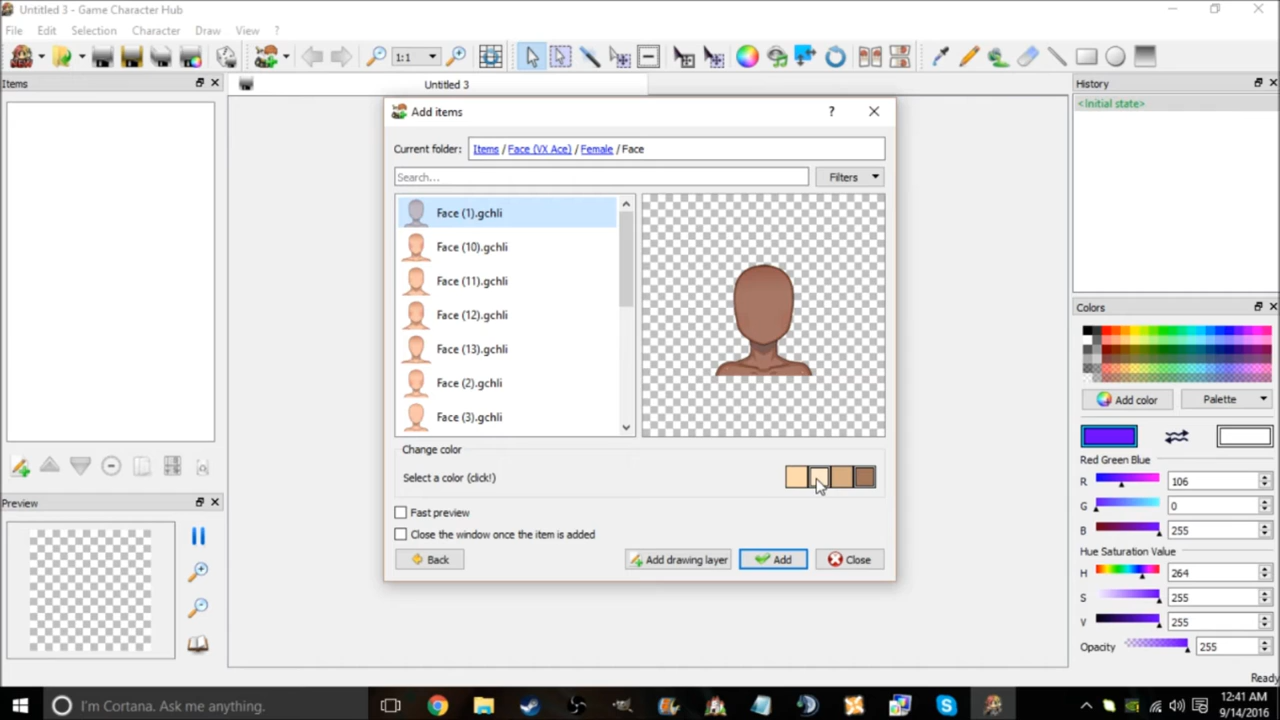 Untitled 3 - Game Character Hub
File Edit Selection Character Draw View ?
1:1
Items
Untitled 3
History
<Initial state>
Add items
?
Current folder: Items / Face (VX Ace) / Female / Face
Search...
Filters
Face (1).gchli
Face (10).gchli
Face (11).gchli
Face (12).gchli
Face (13).gchli
Face (2).gchli
Face (3).gchli
Change color
Select a color (click!)
Fast preview
Close the window once the item is added
Back
Add drawing layer
Add
Close
Preview
Colors
Add color
Palette
Red Green Blue
R 106
G 0
B 255
Hue Saturation Value
H 264
S 255
V 255
Opacity 255
Ready
I'm Cortana. Ask me anything.
12:41 AM
9/14/2016